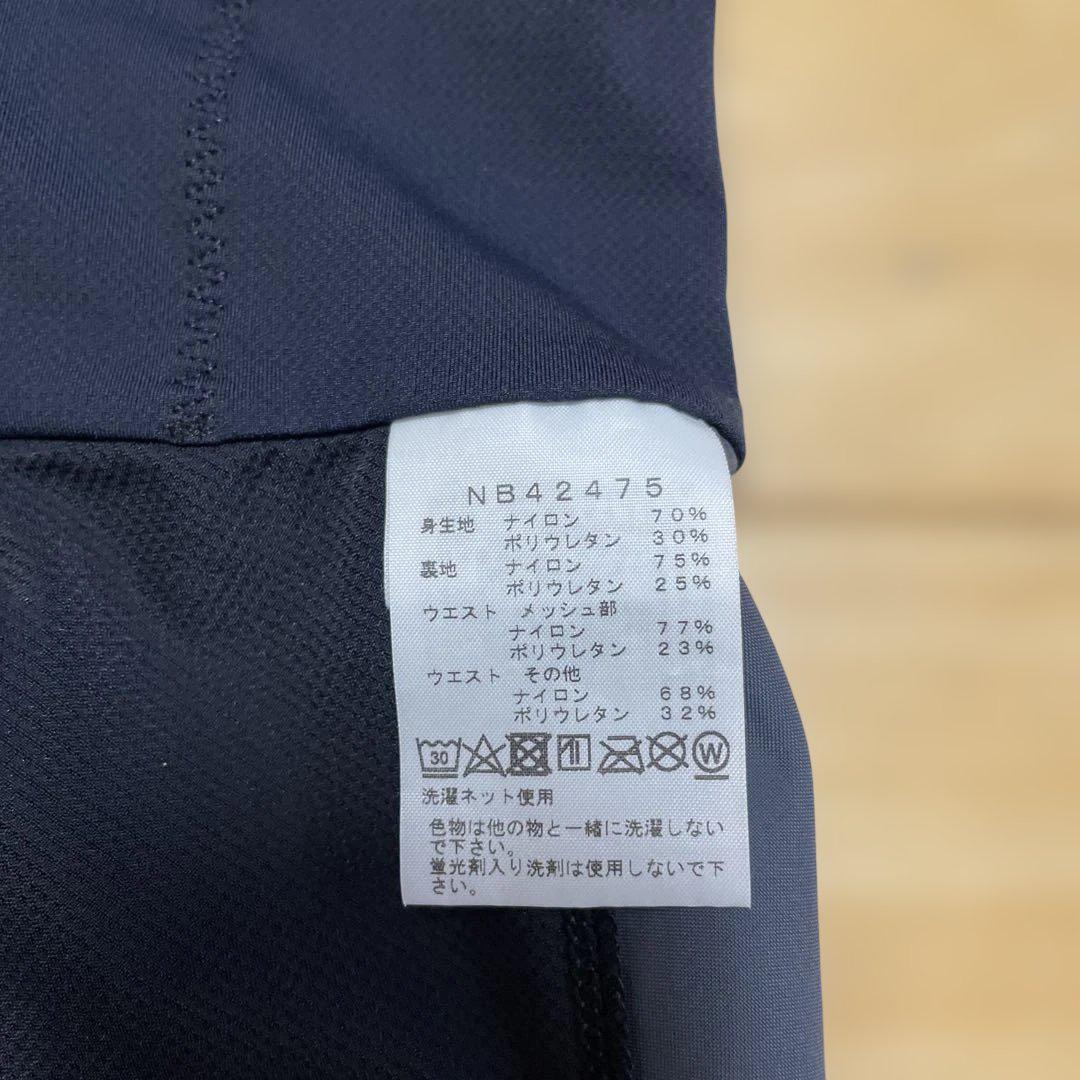 NB42475
身生地 ナイロン 70%
ポリウレタン 30%
裏地 ナイロン 75%
ポリウレタン 25%
ウエスト メッシュ部
ナイロン 77%
ポリウレタン 23%
ウエスト その他
ナイロン 68%
ポリウレタン 32%
30 W
洗濯ネット使用
色物は他の物と一緒に洗濯しない
で下さい。
蛍光剤入り洗剤は使用しないで下
さい。